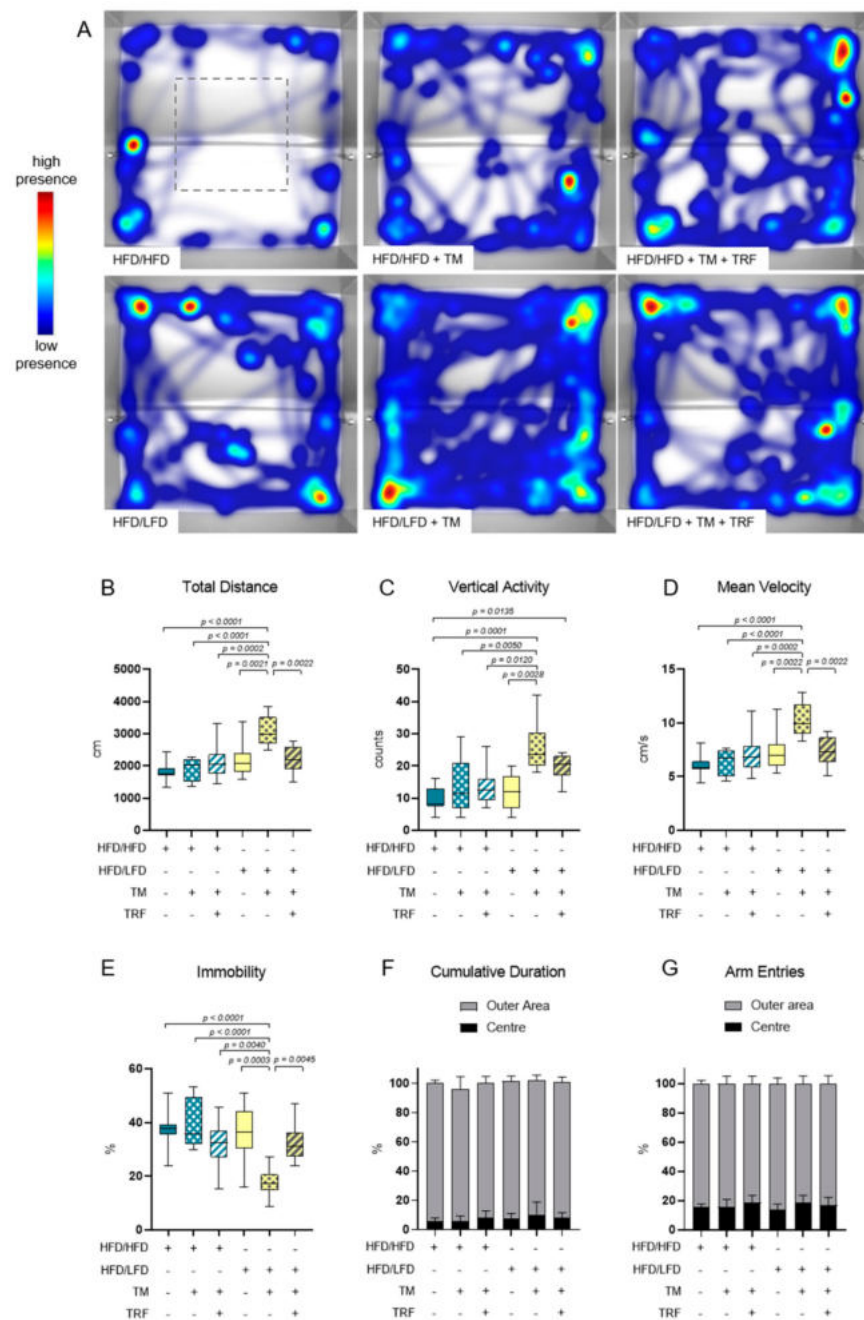 A
high
presence
low
presence
HFD/HFD
HFD/HFD + TM
HFD/HFD + TM + TRF
HFD/LFD
HFD/LFD + TM
HFD/LFD + TM + TRF
B
Total Distance
p < 0.0001
p < 0.0001
p = 0.0002
p = 0.0021
p = 0.0022
5000
4000
3000
2000
1000
0
cm
HFD/HFD + + + - - -
HFD/LFD - - - + + +
TM - + + - + +
TRF - - + - - +
C
Vertical Activity
p = 0.0135
p = 0.0001
p = 0.0050
p = 0.0120
p = 0.0028
50
40
30
20
10
0
counts
HFD/HFD + + + - - -
HFD/LFD - - - + + +
TM - + + - + +
TRF - - + - - +
D
Mean Velocity
p < 0.0001
p < 0.0001
p = 0.0002
p = 0.0022
p = 0.0022
15
10
5
0
cm/s
HFD/HFD + + + - - -
HFD/LFD - - - + + +
TM - + + - + +
TRF - - + - - +
E
Immobility
p < 0.0001
p < 0.0001
p = 0.0040
p = 0.0003
p = 0.0045
60
40
20
0
%
HFD/HFD + + + - - -
HFD/LFD - - - + + +
TM - + + - + +
TRF - - + - - +
F
Cumulative Duration
Outer Area
Centre
100
80
60
40
20
0
%
HFD/HFD + + + - - -
HFD/LFD - - - + + +
TM - + + - + +
TRF - - + - - +
G
Arm Entries
Outer area
Centre
100
80
60
40
20
0
%
HFD/HFD + + + - - -
HFD/LFD - - - + + +
TM - + + - + +
TRF - - + - - +